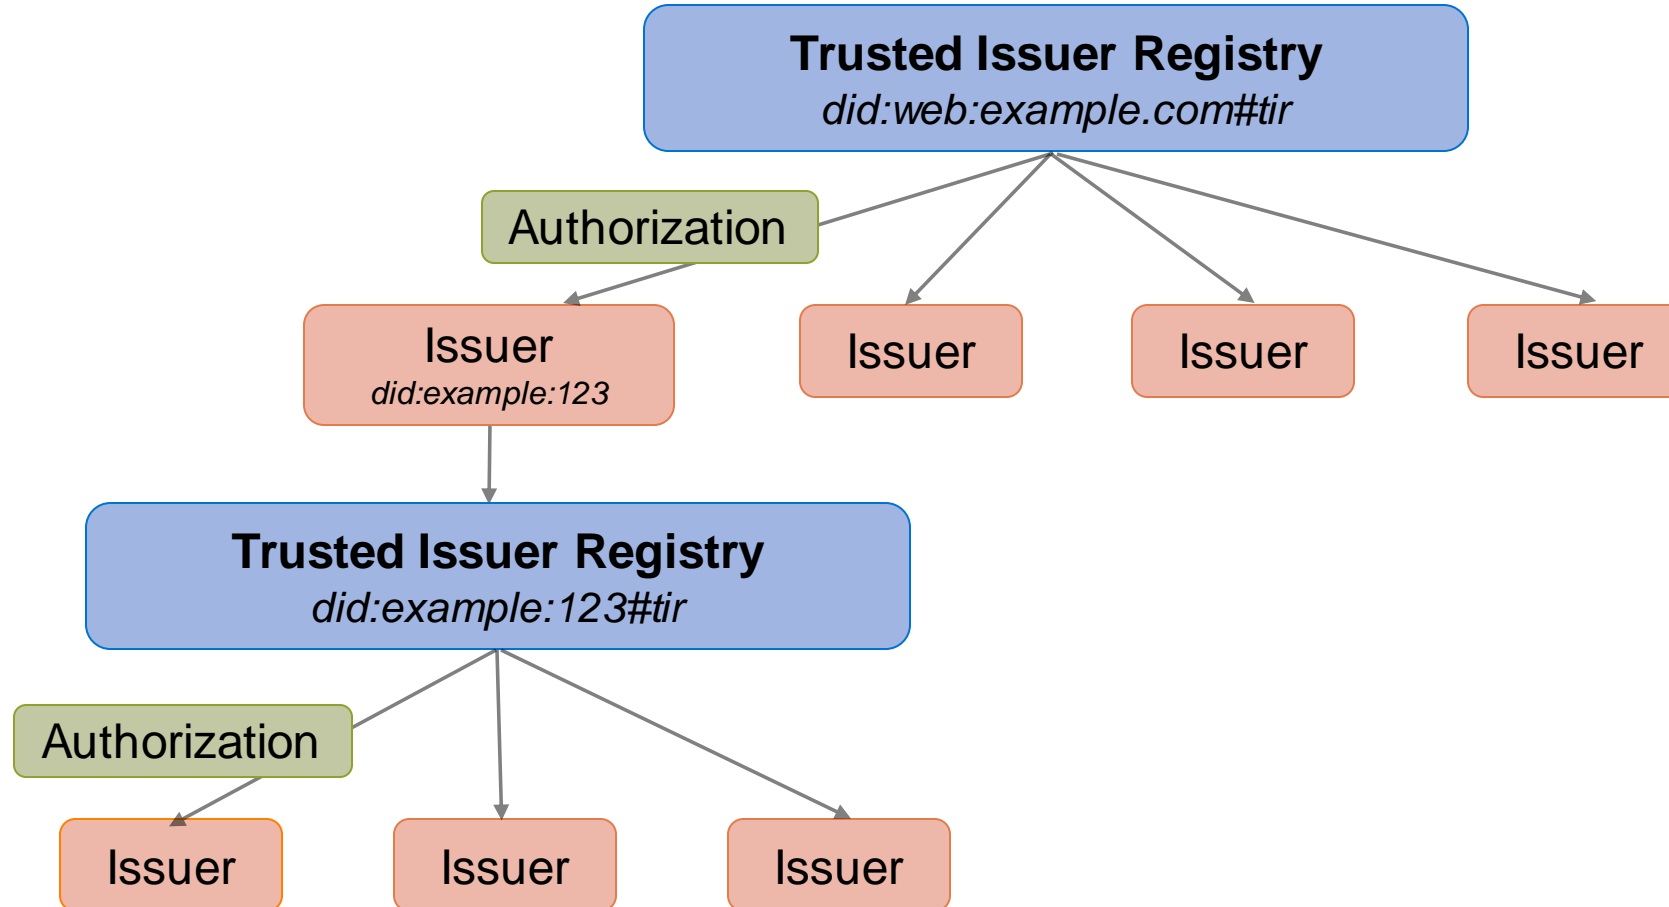 Trusted Issuer Registry
did:web:example.com#tir
Authorization
Issuer
did:example:123
Issuer
Issuer
Issuer
Trusted Issuer Registry
did:example:123#tir
Authorization
Issuer
Issuer
Issuer